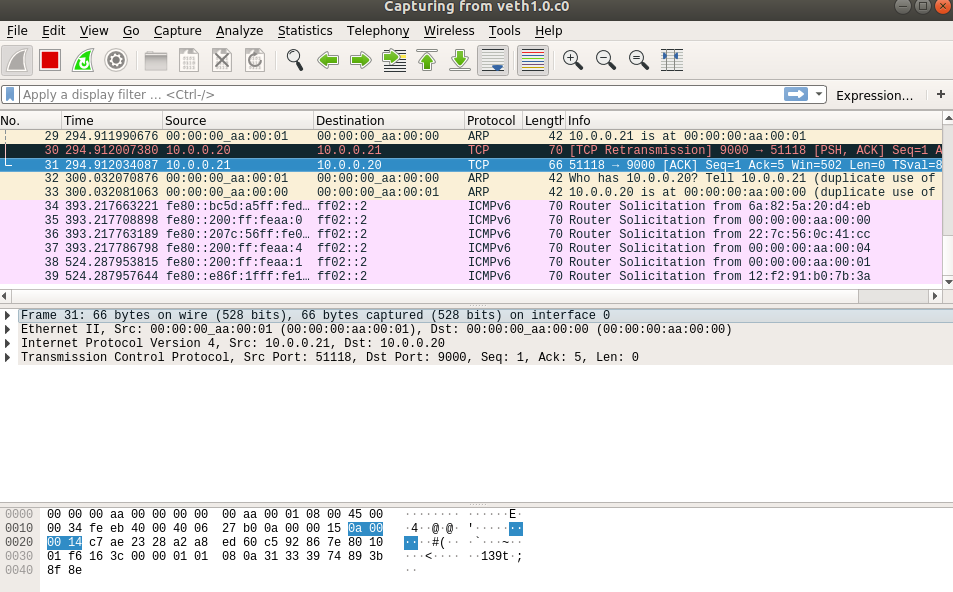 Capturing from veth1.0.c0
File Edit View Go Capture Analyze Statistics Telephony Wireless Tools Help
Apply a display filter ... <Ctrl-/> Expression... +
No. Time Source Destination Protocol Length Info
29 294.911990676 00:00:00_aa:00:01 00:00:00_aa:00:00 ARP 42 10.0.0.21 is at 00:00:00:aa:00:01
30 294.912007380 10.0.0.20 10.0.0.21 TCP 70 [TCP Retransmission] 9000 → 51118 [PSH, ACK] Seq=1 A
31 294.912034087 10.0.0.21 10.0.0.20 TCP 66 51118 → 9000 [ACK] Seq=1 Ack=5 Win=502 Len=0 TSval=8
32 300.032070876 00:00:00_aa:00:01 00:00:00_aa:00:00 ARP 42 Who has 10.0.0.20? Tell 10.0.0.21 (duplicate use of
33 300.032081063 00:00:00_aa:00:00 00:00:00_aa:00:01 ARP 42 10.0.0.20 is at 00:00:00:aa:00:00 (duplicate use of
34 393.217663221 fe80::bc5d:a5ff:fed… ff02::2 ICMPv6 70 Router Solicitation from 6a:82:5a:20:d4:eb
35 393.217708898 fe80::200:ff:feaa:0 ff02::2 ICMPv6 70 Router Solicitation from 00:00:00:aa:00:00
36 393.217763189 fe80::207c:56ff:fe0… ff02::2 ICMPv6 70 Router Solicitation from 22:7c:56:0c:41:cc
37 393.217786798 fe80::200:ff:feaa:4 ff02::2 ICMPv6 70 Router Solicitation from 00:00:00:aa:00:04
38 524.287953815 fe80::200:ff:feaa:1 ff02::2 ICMPv6 70 Router Solicitation from 00:00:00:aa:00:01
39 524.287957644 fe80::e86f:1fff:fe1… ff02::2 ICMPv6 70 Router Solicitation from 12:f2:91:b0:7b:3a
Frame 31: 66 bytes on wire (528 bits), 66 bytes captured (528 bits) on interface 0
Ethernet II, Src: 00:00:00_aa:00:01 (00:00:00:aa:00:01), Dst: 00:00:00_aa:00:00 (00:00:00:aa:00:00)
Internet Protocol Version 4, Src: 10.0.0.21, Dst: 10.0.0.20
Transmission Control Protocol, Src Port: 51118, Dst Port: 9000, Seq: 1, Ack: 5, Len: 0
0000 00 00 00 aa 00 00 00 00 00 aa 00 01 08 00 45 00 ········ ······E·
0010 00 34 fe eb 40 00 40 06 27 b0 0a 00 00 15 0a 00 ·4··@·@· '·······
0020 00 14 c7 ae 23 28 a2 a8 ed 60 c5 92 86 7e 80 10 ····#(·· ·`···~··
0030 01 f6 16 3c 00 00 01 01 08 0a 31 33 39 74 89 3b ···<···· ··139t·;
0040 8f 8e ··